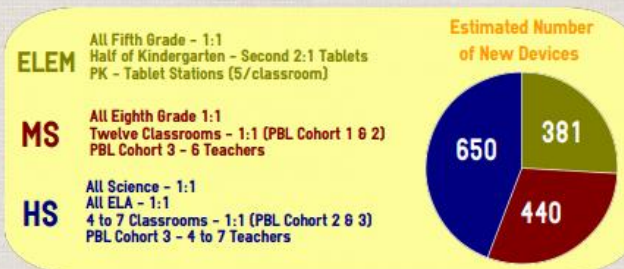 ELEM
All Fifth Grade - 1:1
Half of Kindergarten - Second 2:1 Tablets
PK - Tablet Stations (5/classroom)
MS
All Eighth Grade 1:1
Twelve Classrooms - 1:1 (PBL Cohort 1 & 2)
PBL Cohort 3 - 6 Teachers
HS
All Science - 1:1
All ELA - 1:1
4 to 7 Classrooms - 1:1 (PBL Cohort 2 & 3)
PBL Cohort 3 - 4 to 7 Teachers
Estimated Number
of New Devices
650
381
440